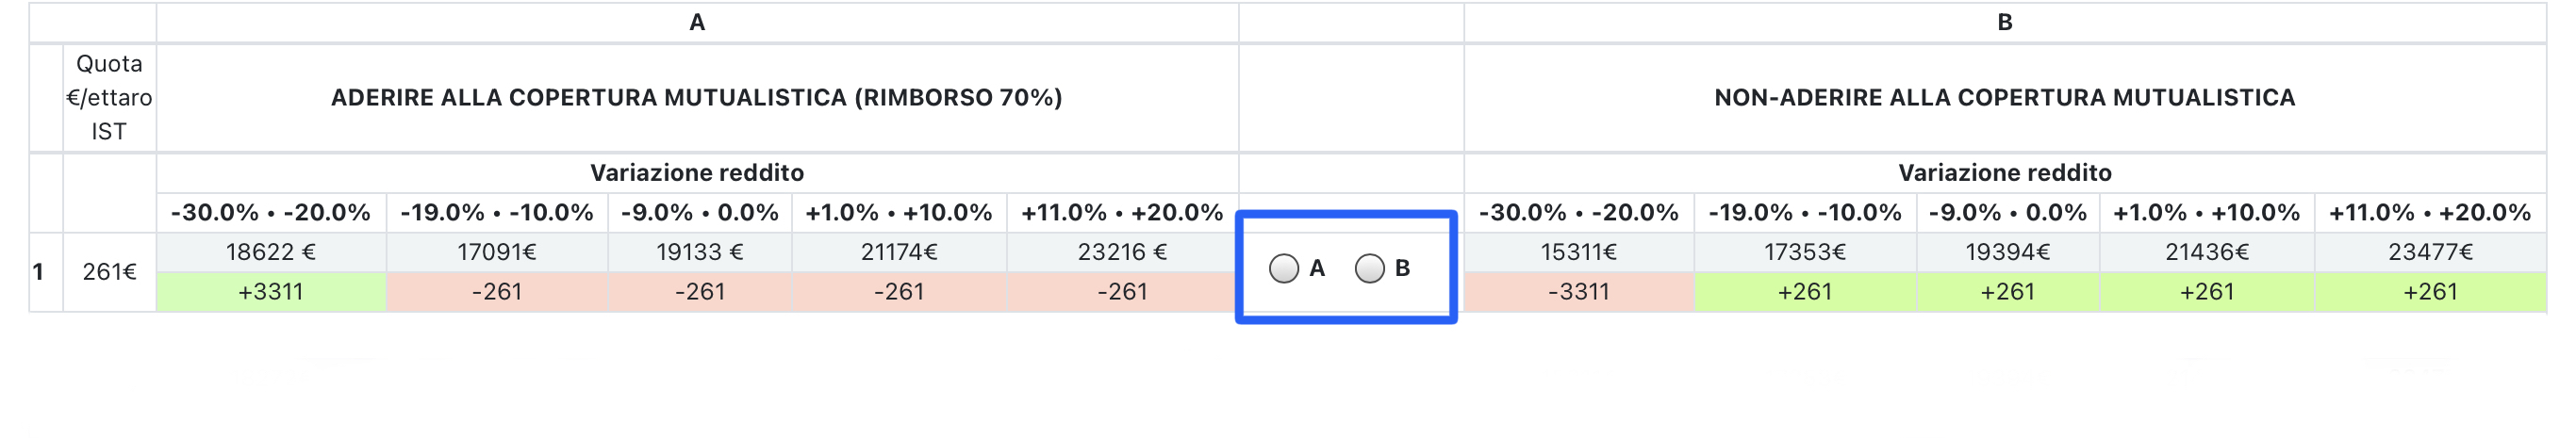 A B
Quota
€/ettaro
IST
ADERIRE ALLA COPERTURA MUTUALISTICA (RIMBORSO 70%) NON-ADERIRE ALLA COPERTURA MUTUALISTICA
Variazione reddito Variazione reddito
-30.0% • -20.0% -19.0% • -10.0% -9.0% • 0.0% +1.0% • +10.0% +11.0% • +20.0% -30.0% • -20.0% -19.0% • -10.0% -9.0% • 0.0% +1.0% • +10.0% +11.0% • +20.0%
18622 € 17091€ 19133 € 21174€ 23216 € 15311€ 17353€ 19394€ 21436€ 23477€
1 261€ A B
+3311 -261 -261 -261 -261 -3311 +261 +261 +261 +261